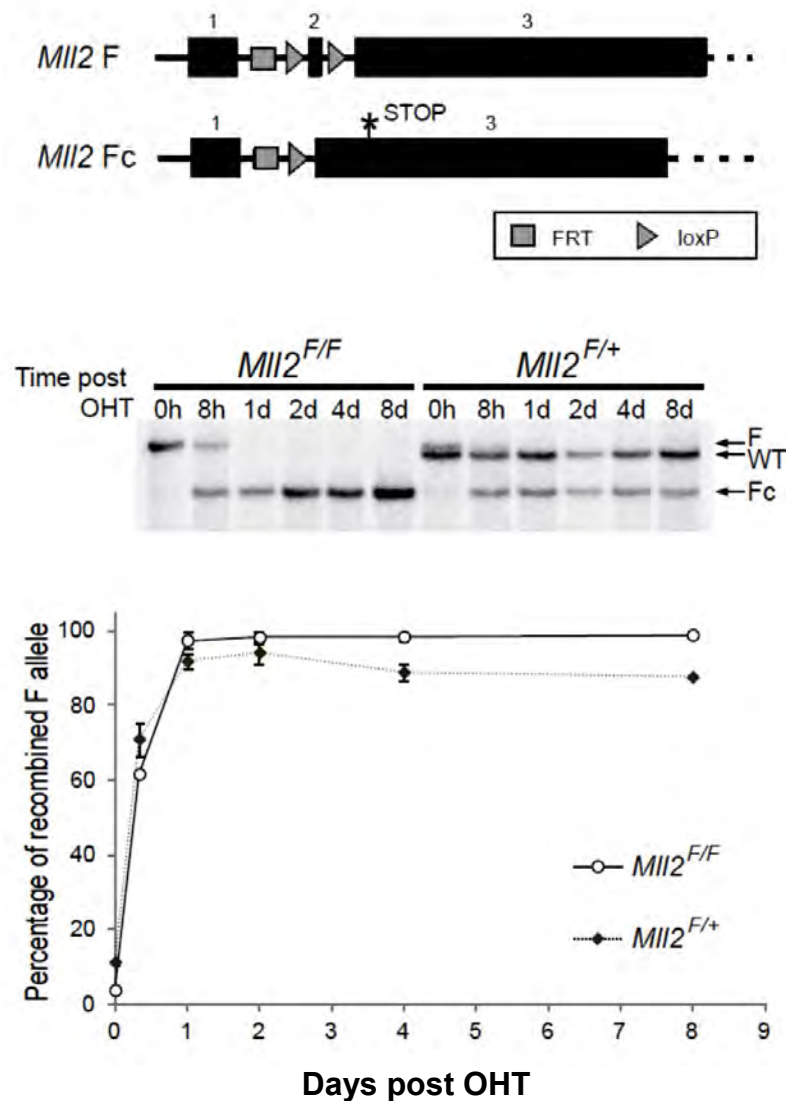 1 2 3
Mll2 F
STOP
1 3
Mll2 Fc
FRT loxP
Mll2F/F Mll2F/+
Time post
OHT 0h 8h 1d 2d 4d 8d 0h 8h 1d 2d 4d 8d
F
WT
Fc
Percentage of recombined F allele
100
80
60
40
20
0
Mll2F/F
Mll2F/+
0 1 2 3 4 5 6 7 8 9
Days post OHT